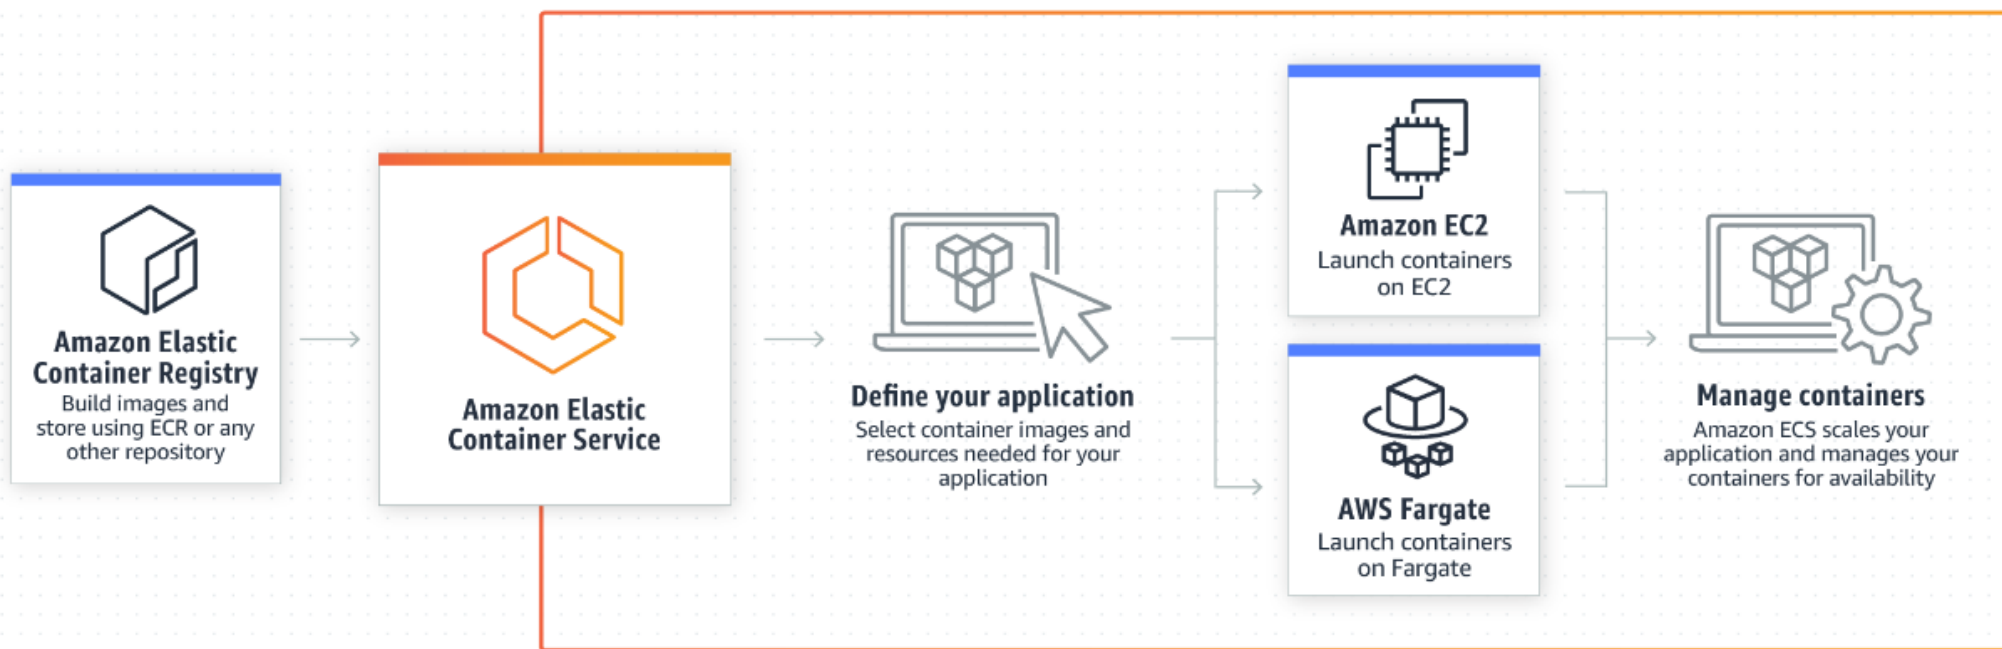 Amazon Elastic
Container Registry
Build images and
store using ECR or any
other repository
Amazon Elastic
Container Service
Define your application
Select container images and
resources needed for your
application
Amazon EC2
Launch containers
on EC2
AWS Fargate
Launch containers
on Fargate
Manage containers
Amazon ECS scales your
application and manages your
containers for availability